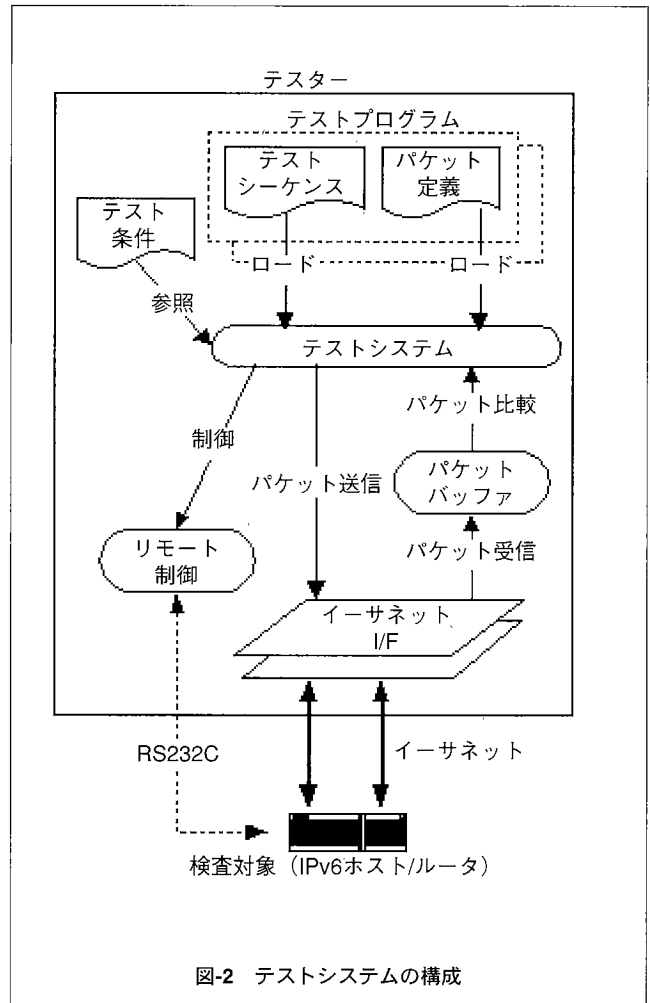 テスター
テストプログラム
テスト
シーケンス
パケット
定義
テスト
条件
ロード
ロード
参照
テストシステム
パケット比較
制御
パケット送信
パケット
バッファ
リモート
制御
パケット受信
イーサネット
I/F
RS232C
イーサネット
検査対象（IPv6ホスト/ルータ）
図-2 テストシステムの構成